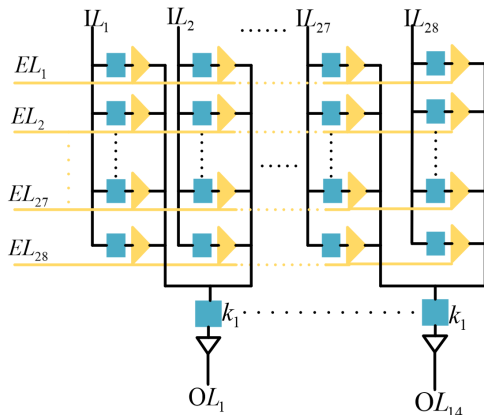 IL₁ IL₂ IL₂₇ IL₂₈
EL₁
EL₂
EL₂₇
EL₂₈
k₁ k₁
OL₁ OL₁₄